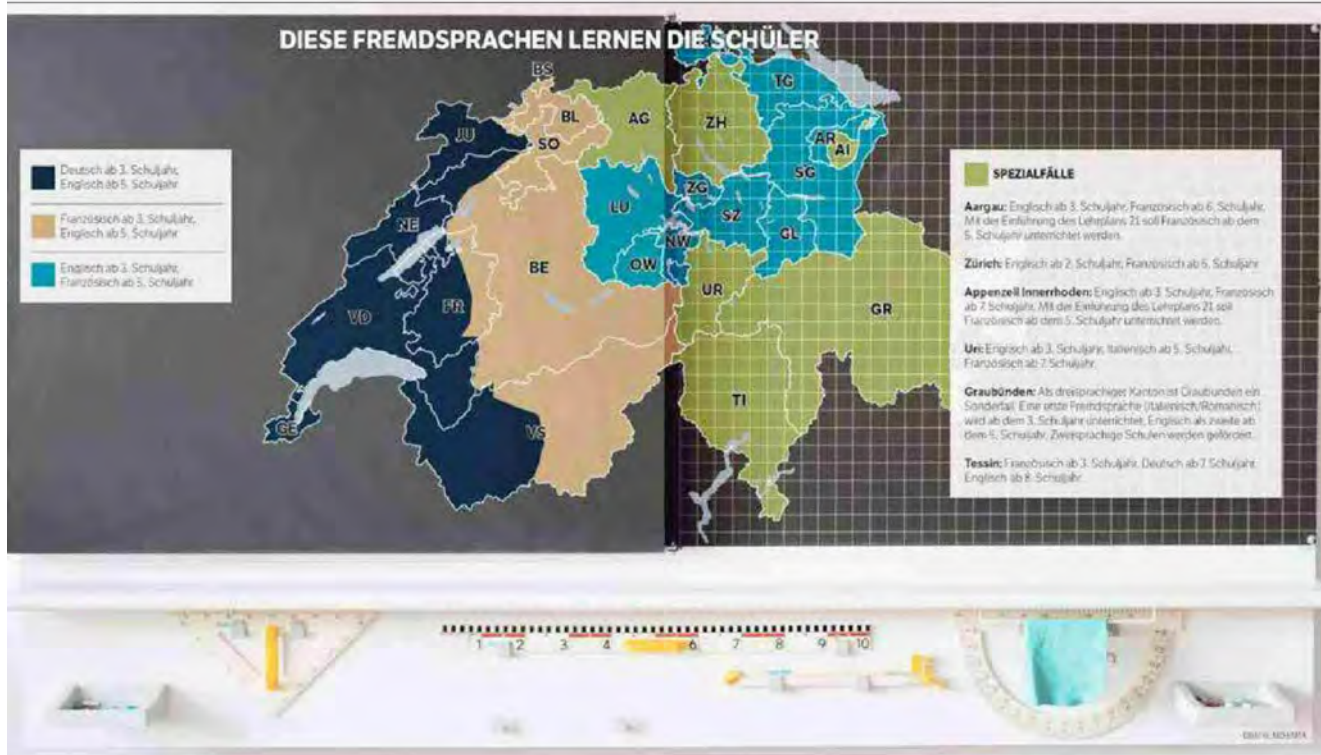 DIESE FREMDSPRACHEN LERNEN DIE SCHÜLER
BS
TG
JU
BL
AG
ZH
SO
AR
AI
SG
LU
ZG
SZ
NE
NW
GL
OW
BE
UR
FR
GR
VD
TI
GE
VS
Deutsch ab 3. Schuljahr,
Englisch ab 5. Schuljahr
Französisch ab 3. Schuljahr,
Englisch ab 5. Schuljahr
Englisch ab 3. Schuljahr,
Französisch ab 5. Schuljahr
SPEZIALFÄLLE
Aargau: Englisch ab 3. Schuljahr, Französisch ab 6. Schuljahr.
Mit der Einführung des Lehrplans 21 soll Französisch ab dem
5. Schuljahr unterrichtet werden.
Zürich: Englisch ab 2. Schuljahr, Französisch ab 5. Schuljahr
Appenzell Innerrhoden: Englisch ab 3. Schuljahr, Französisch
ab 7. Schuljahr. Mit der Einführung des Lehrplans 21 soll
Französisch ab dem 5. Schuljahr unterrichtet werden.
Uri: Englisch ab 3. Schuljahr, Italienisch ab 5. Schuljahr,
Französisch ab 7. Schuljahr.
Graubünden: Als dreisprachiger Kanton ist Graubünden ein
Sonderfall. Eine erste Fremdsprache (Italienisch/Romanisch)
wird ab dem 3. Schuljahr unterrichtet, Englisch als zweite ab
dem 5. Schuljahr. Zweisprachige Schulen werden gefördert.
Tessin: Französisch ab 3. Schuljahr, Deutsch ab 7. Schuljahr,
Englisch ab 8. Schuljahr.
1 2 3 4 6 7 8 9 10